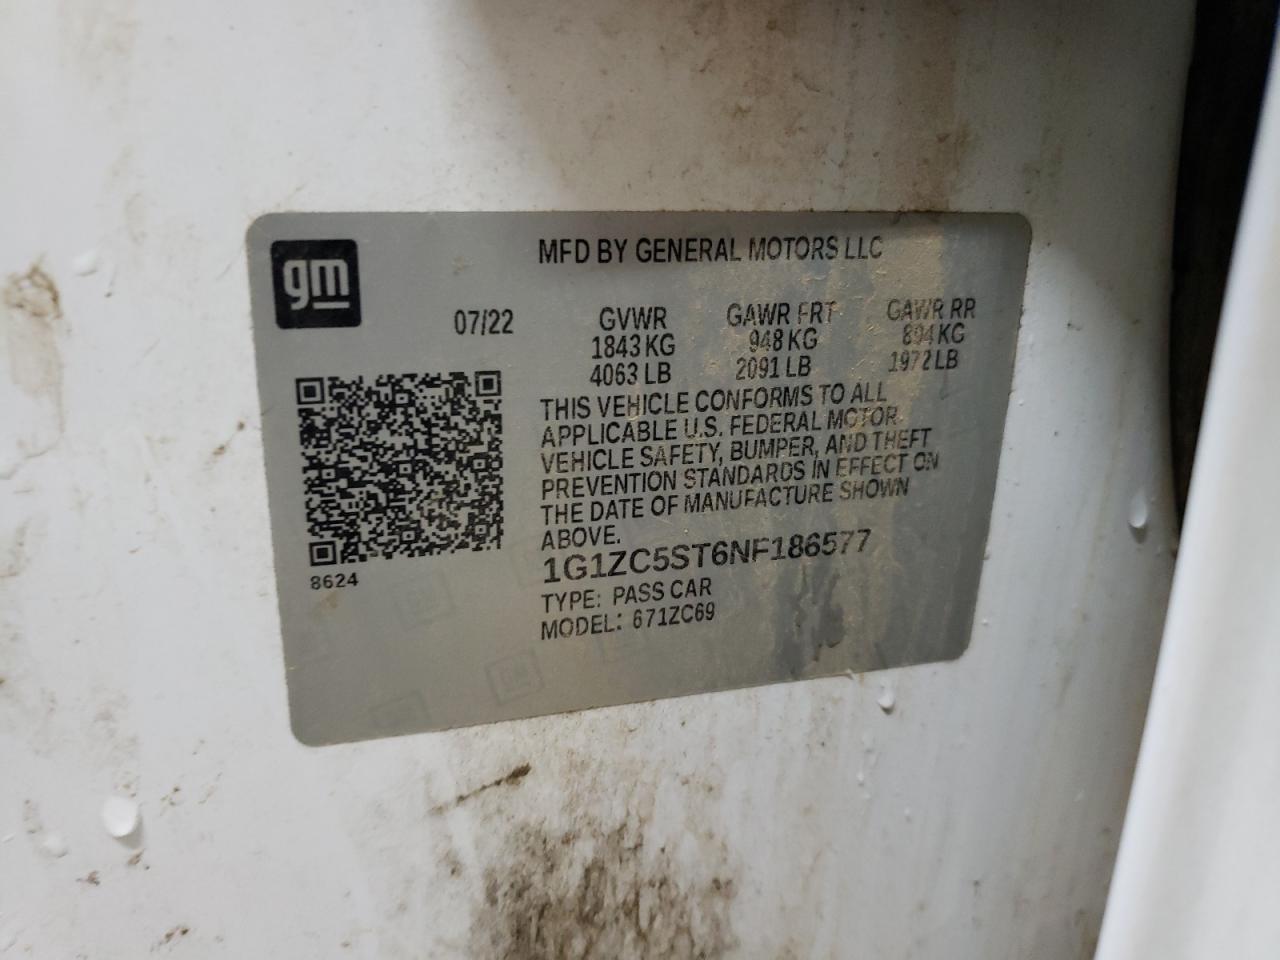 gm
MFD BY GENERAL MOTORS LLC
07/22 GVWR GAWR FRT GAWR RR
1843 KG 948 KG 894 KG
4063 LB 2091 LB 1972 LB
THIS VEHICLE CONFORMS TO ALL
APPLICABLE U.S. FEDERAL MOTOR
VEHICLE SAFETY, BUMPER, AND THEFT
PREVENTION STANDARDS IN EFFECT ON
THE DATE OF MANUFACTURE SHOWN
ABOVE.
1G1ZC5ST6NF186577
TYPE: PASS CAR
MODEL: 671ZC69
8624